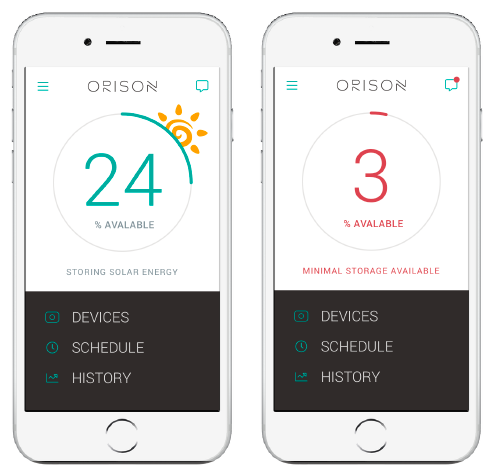 ORISON
24
% AVALABLE
STORING SOLAR ENERGY
DEVICES
SCHEDULE
HISTORY
ORISON
3
% AVALABLE
MINIMAL STORAGE AVAILABLE
DEVICES
SCHEDULE
HISTORY